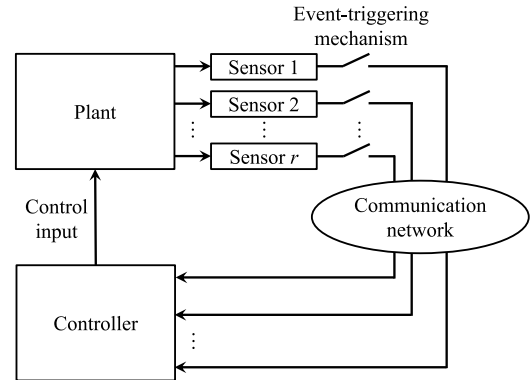 Event-triggering
mechanism
Sensor 1
Plant
Sensor 2
⋮ ⋮ ⋮
Sensor r
Control
input
Communication
network
Controller
⋮